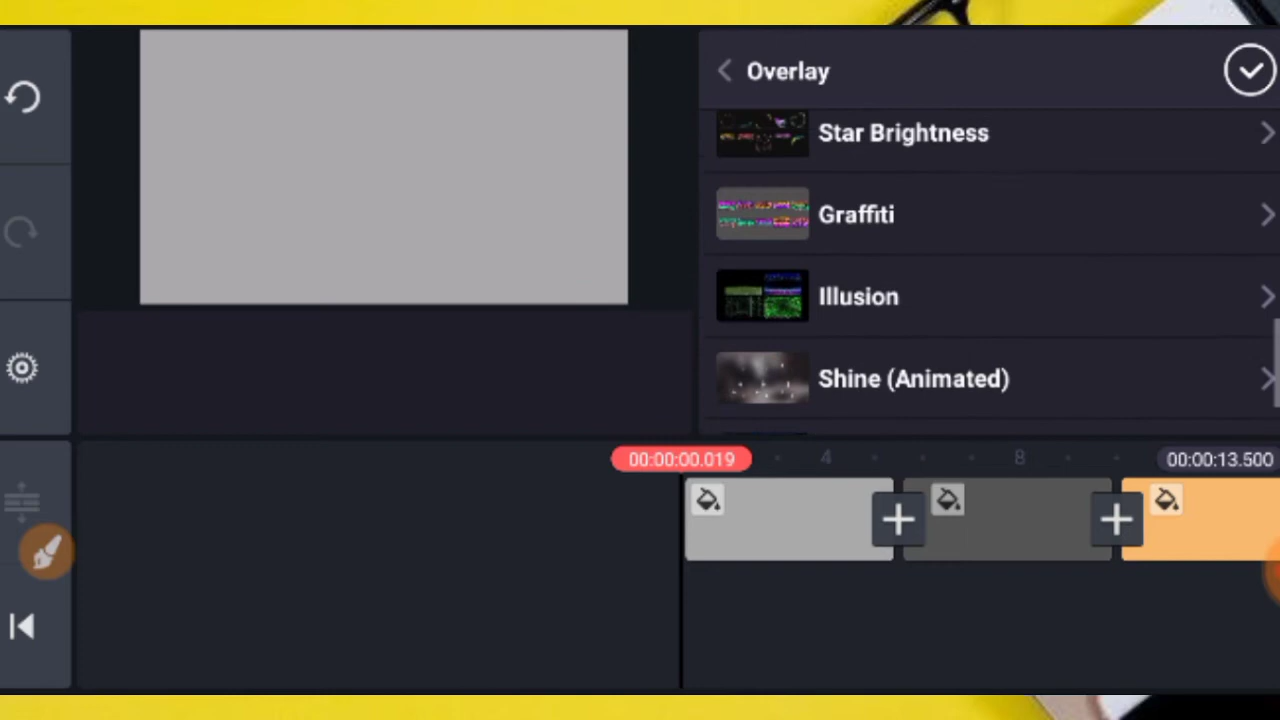 Overlay
Star Brightness
Graffiti
Illusion
Shine (Animated)
00:00:00.019
4
8
00:00:13.500